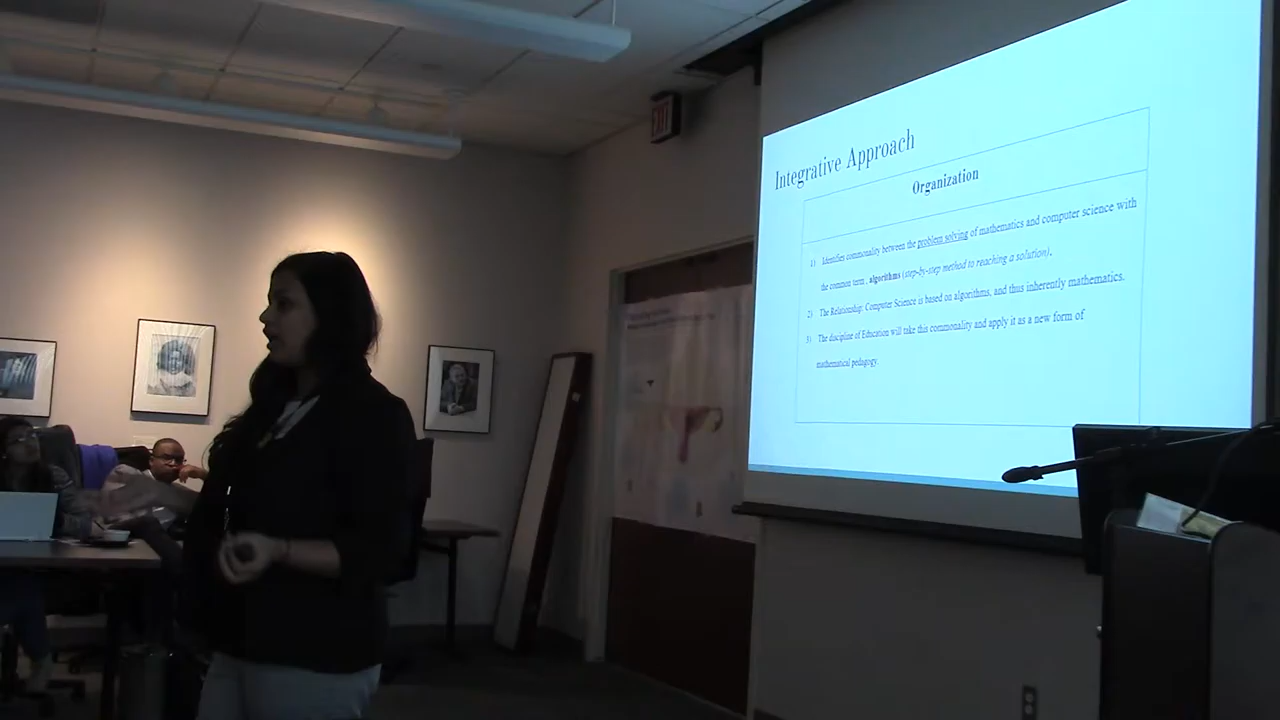 EXIT
Integrative Approach
Organization
1) Identifies commonality between the problem solving of mathematics and computer science with
the common term , algorithms (step-by-step method to reaching a solution).
2) The Relationship: Computer Science is based on algorithms, and thus inherently mathematics.
3) The discipline of Education will take this commonality and apply it as a new form of
mathematical pedagogy.